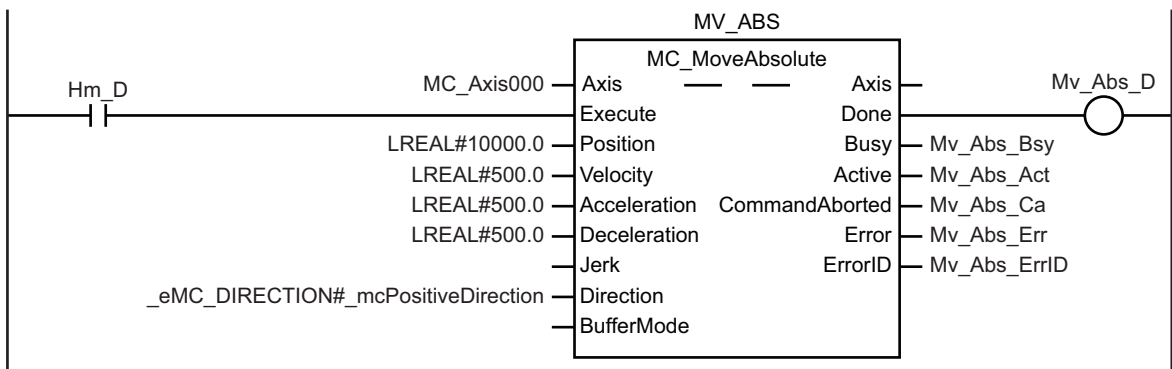 MV_ABS
MC_MoveAbsolute
Hm_D
MC_Axis000 Axis Axis Mv_Abs_D
Execute Done
LREAL#10000.0 Position Busy Mv_Abs_Bsy
LREAL#500.0 Velocity Active Mv_Abs_Act
LREAL#500.0 Acceleration CommandAborted Mv_Abs_Ca
LREAL#500.0 Deceleration Error Mv_Abs_Err
Jerk ErrorID Mv_Abs_ErrID
_eMC_DIRECTION#_mcPositiveDirection Direction
BufferMode